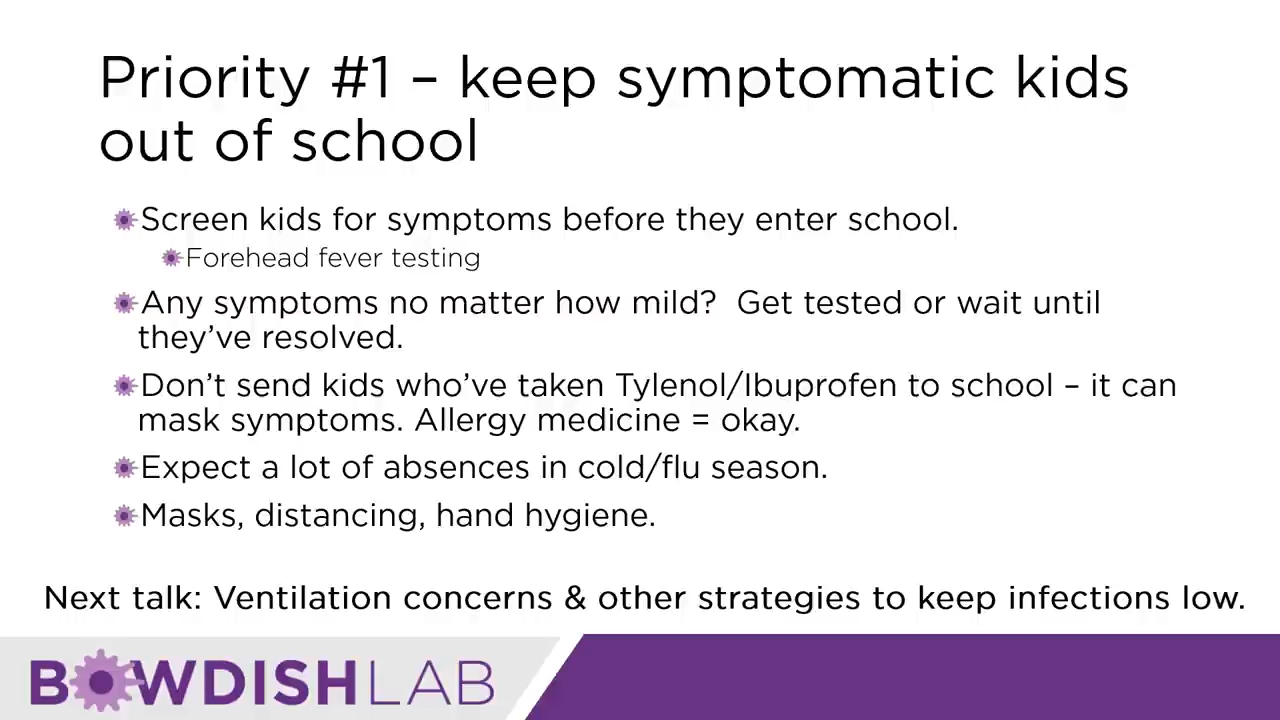 Priority #1 – keep symptomatic kids
out of school
Screen kids for symptoms before they enter school.
Forehead fever testing
Any symptoms no matter how mild?  Get tested or wait until
they’ve resolved.
Don’t send kids who’ve taken Tylenol/Ibuprofen to school – it can
mask symptoms. Allergy medicine = okay.
Expect a lot of absences in cold/flu season.
Masks, distancing, hand hygiene.
Next talk: Ventilation concerns & other strategies to keep infections low.
BOWDISHLAB